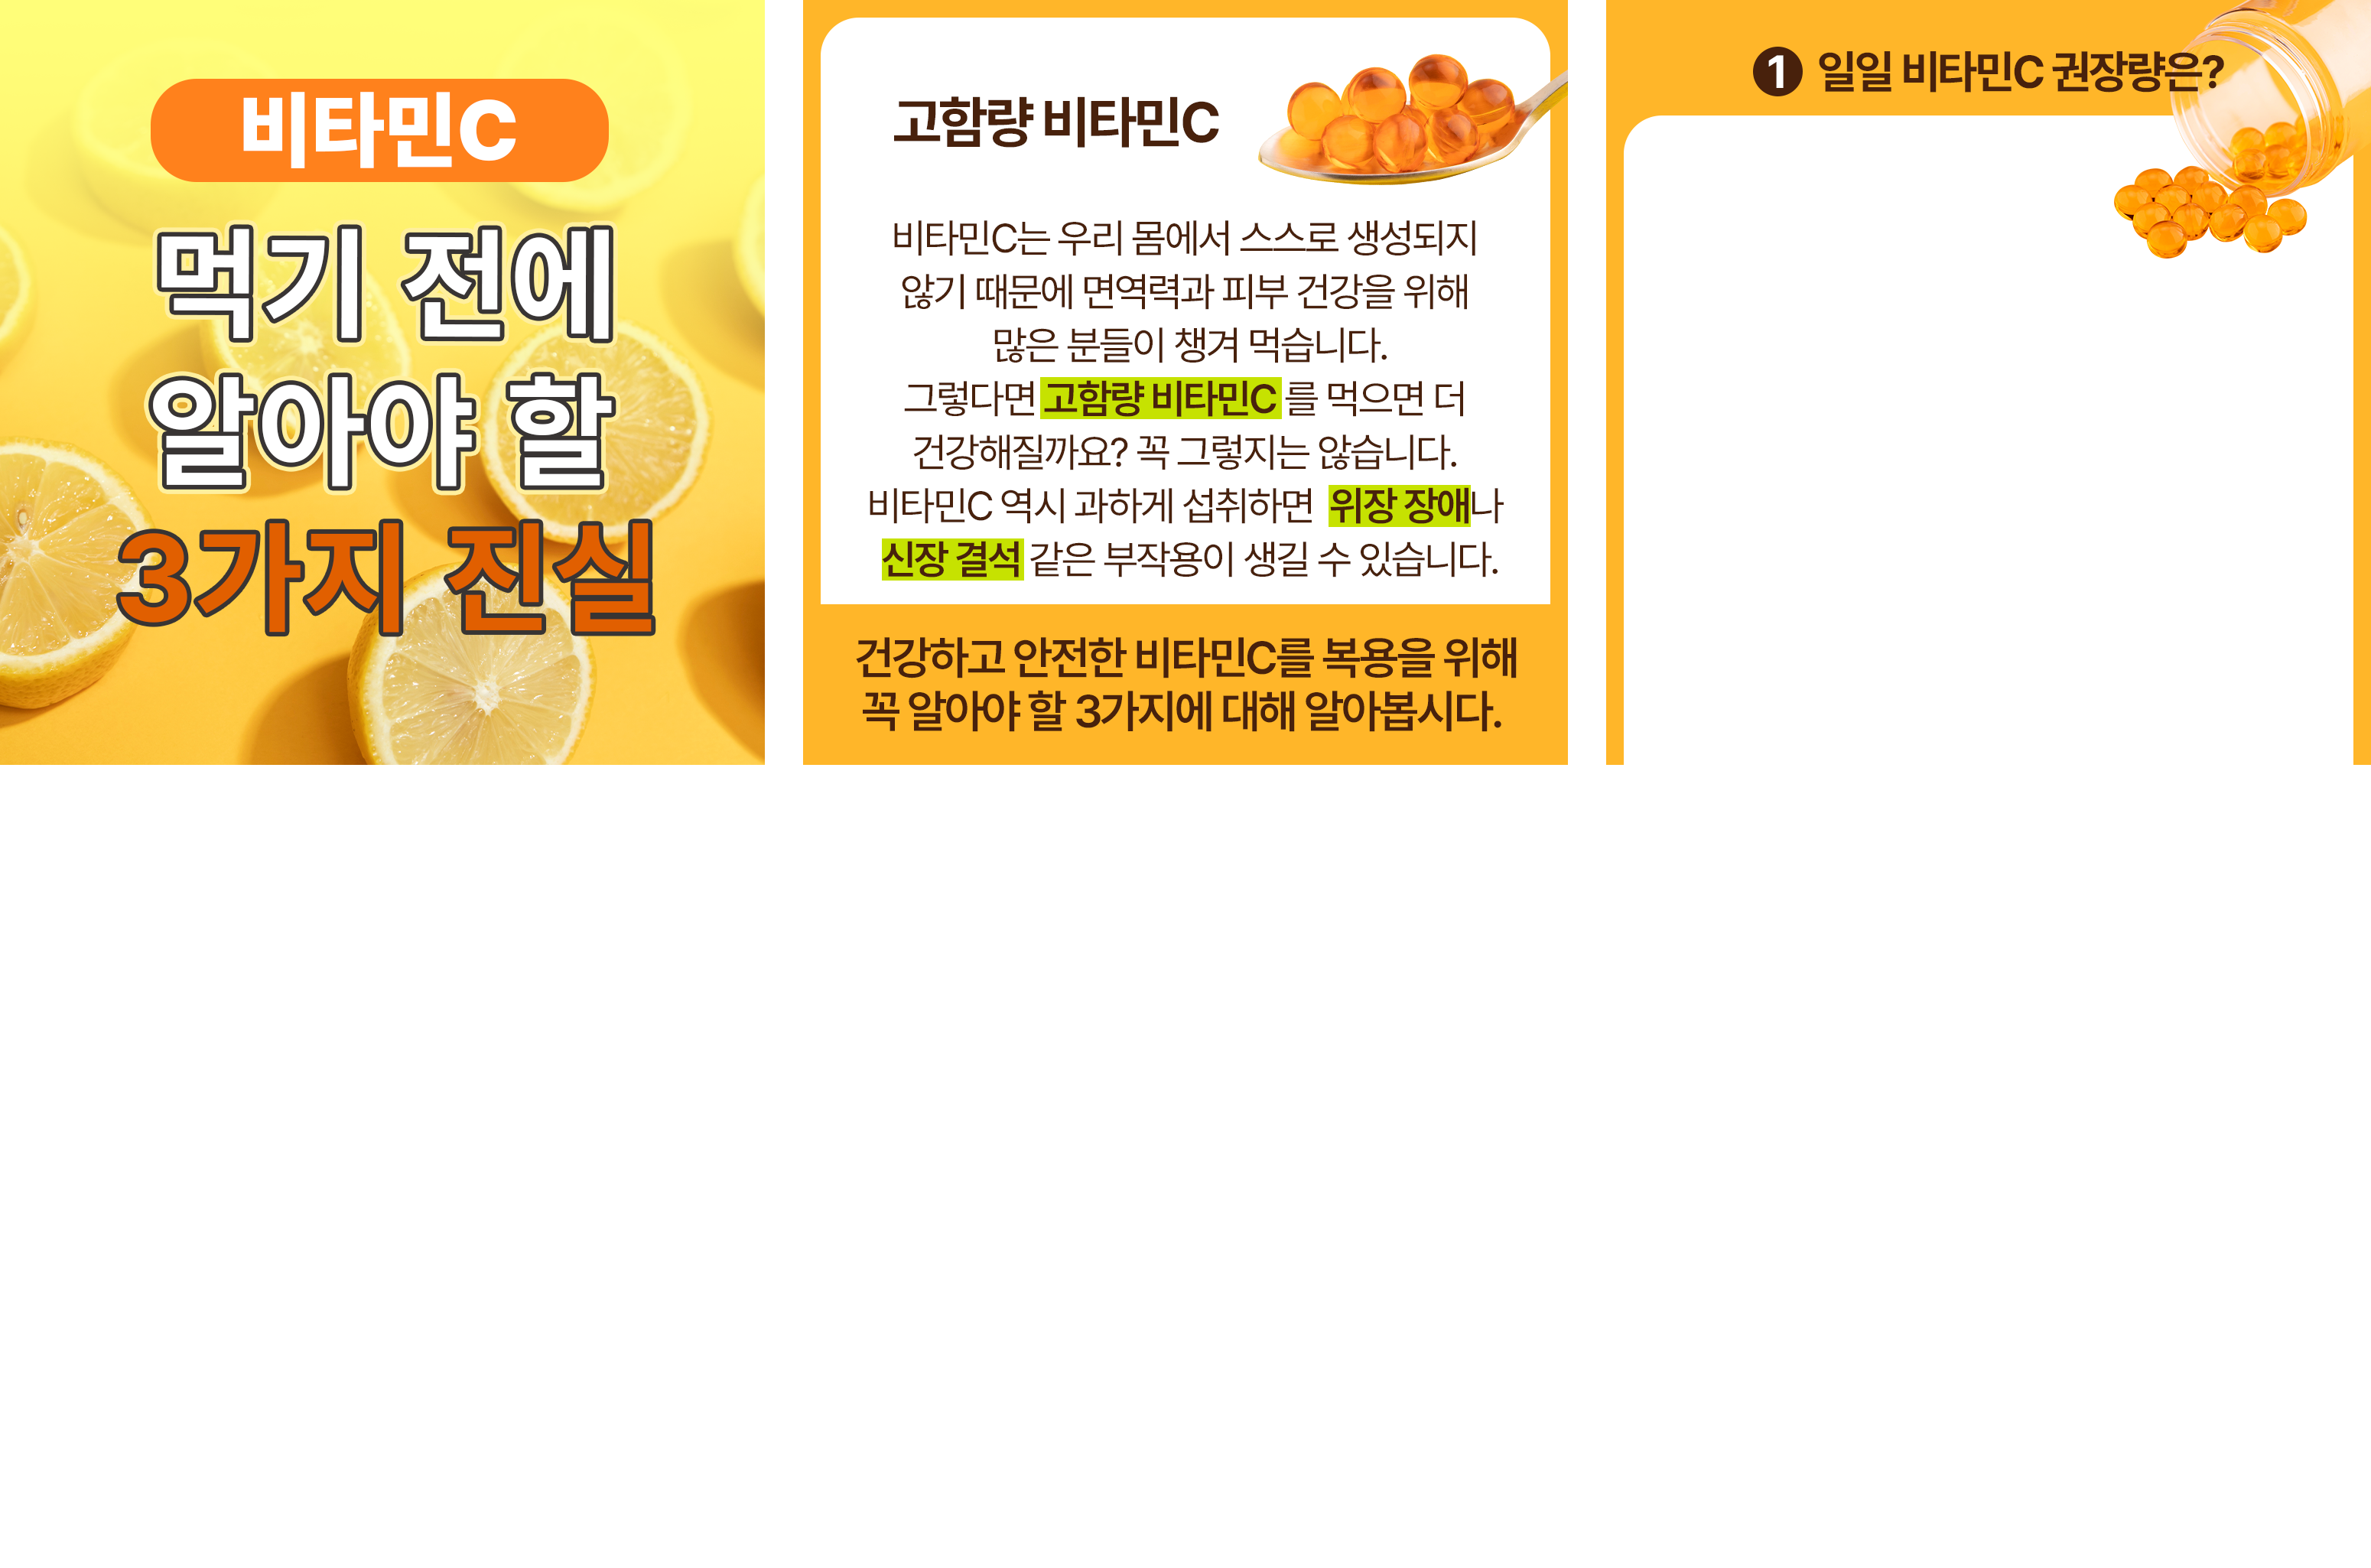 비타민C
먹기 전에
알아야 할
3가지 진실
고함량 비타민C
비타민C는 우리 몸에서 스스로 생성되지
않기 때문에 면역력과 피부 건강을 위해
많은 분들이 챙겨 먹습니다.
그렇다면 고함량 비타민C 를 먹으면 더
건강해질까요? 꼭 그렇지는 않습니다.
비타민C 역시 과하게 섭취하면 위장 장애나
신장 결석 같은 부작용이 생길 수 있습니다.
건강하고 안전한 비타민C를 복용을 위해
꼭 알아야 할 3가지에 대해 알아봅시다.
1 일일 비타민C 권장량은?